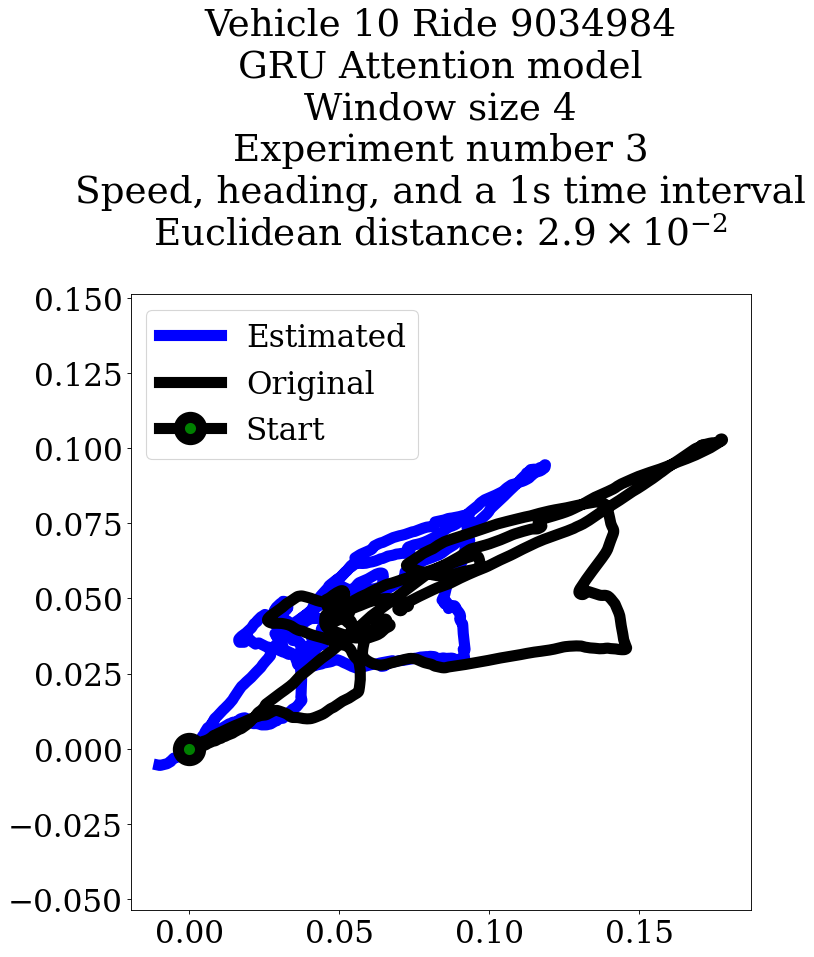 Vehicle 10 Ride 9034984
GRU Attention model
Window size 4
Experiment number 3
Speed, heading, and a 1s time interval
Euclidean distance: 2.9 × 10⁻²
0.150
0.125
0.100
0.075
0.050
0.025
0.000
−0.025
−0.050
Estimated
Original
Start
0.00 0.05 0.10 0.15